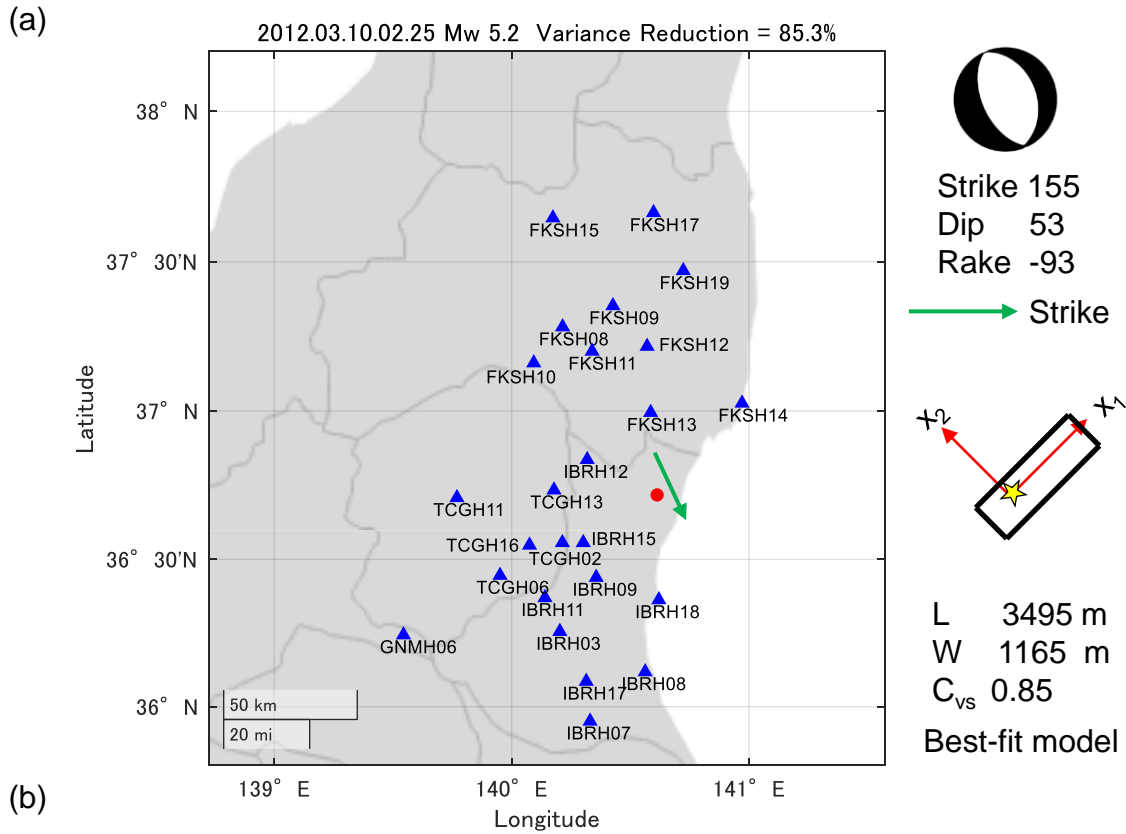 (a)
2012.03.10.02.25 Mw 5.2 Variance Reduction = 85.3%
38° N
37° 30' N
37° N
36° 30' N
36° N
Latitude
139° E
140° E
141° E
Longitude
FKSH15
FKSH17
FKSH19
FKSH09
FKSH08
FKSH12
FKSH11
FKSH10
FKSH14
FKSH13
IBRH12
TCGH13
TCGH11
IBRH15
TCGH16
TCGH02
TCGH06
IBRH09
IBRH11
IBRH18
IBRH03
GNMH06
IBRH08
IBRH17
IBRH07
50 km
20 mi
Strike 155
Dip 53
Rake -93
Strike
X2
X1
L 3495 m
W 1165 m
Cvs 0.85
Best-fit model
(b)